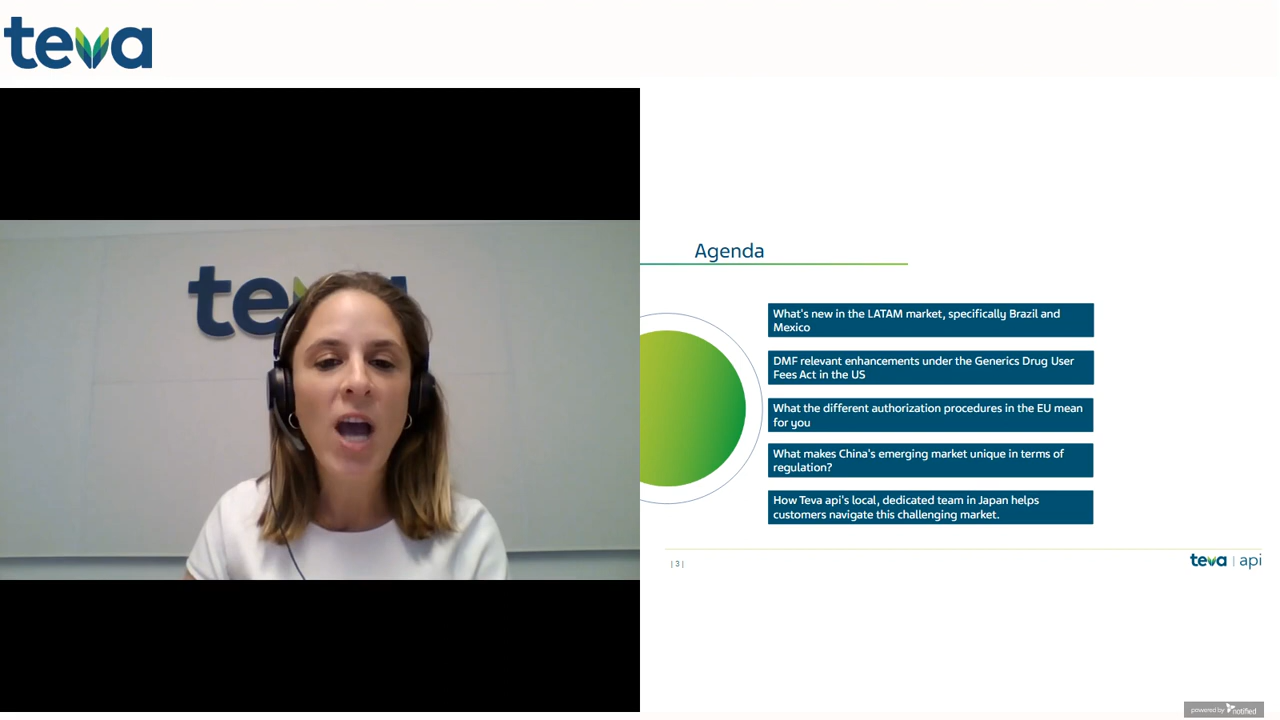 teva
teva
Agenda
What's new in the LATAM market, specifically Brazil and
Mexico
DMF relevant enhancements under the Generics Drug User
Fees Act in the US
What the different authorization procedures in the EU mean
for you
What makes China's emerging market unique in terms of
regulation?
How Teva api's local, dedicated team in Japan helps
customers navigate this challenging market.
| 3 |
teva | api
powered by notified